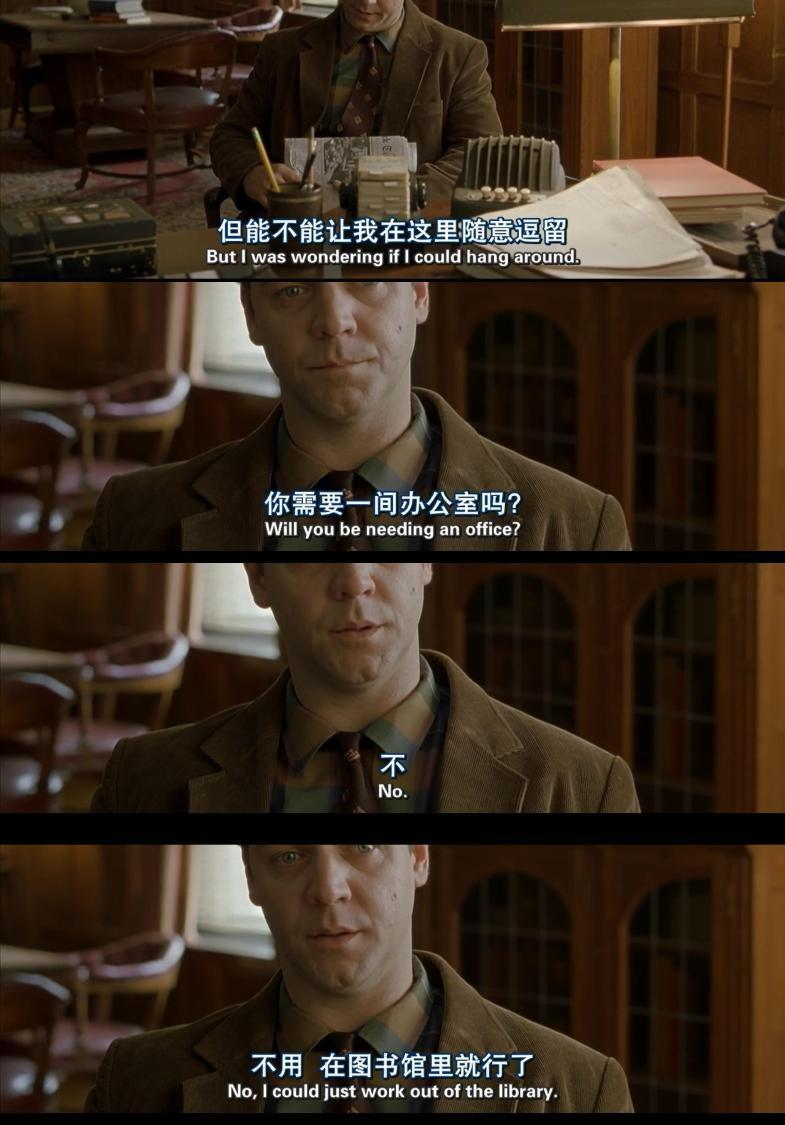 但能不能让我在这里随意逗留
But I was wondering if I could hang around.
你需要一间办公室吗?
Will you be needing an office?
不
No.
不用 在图书馆里就行了
No, I could just work out of the library.